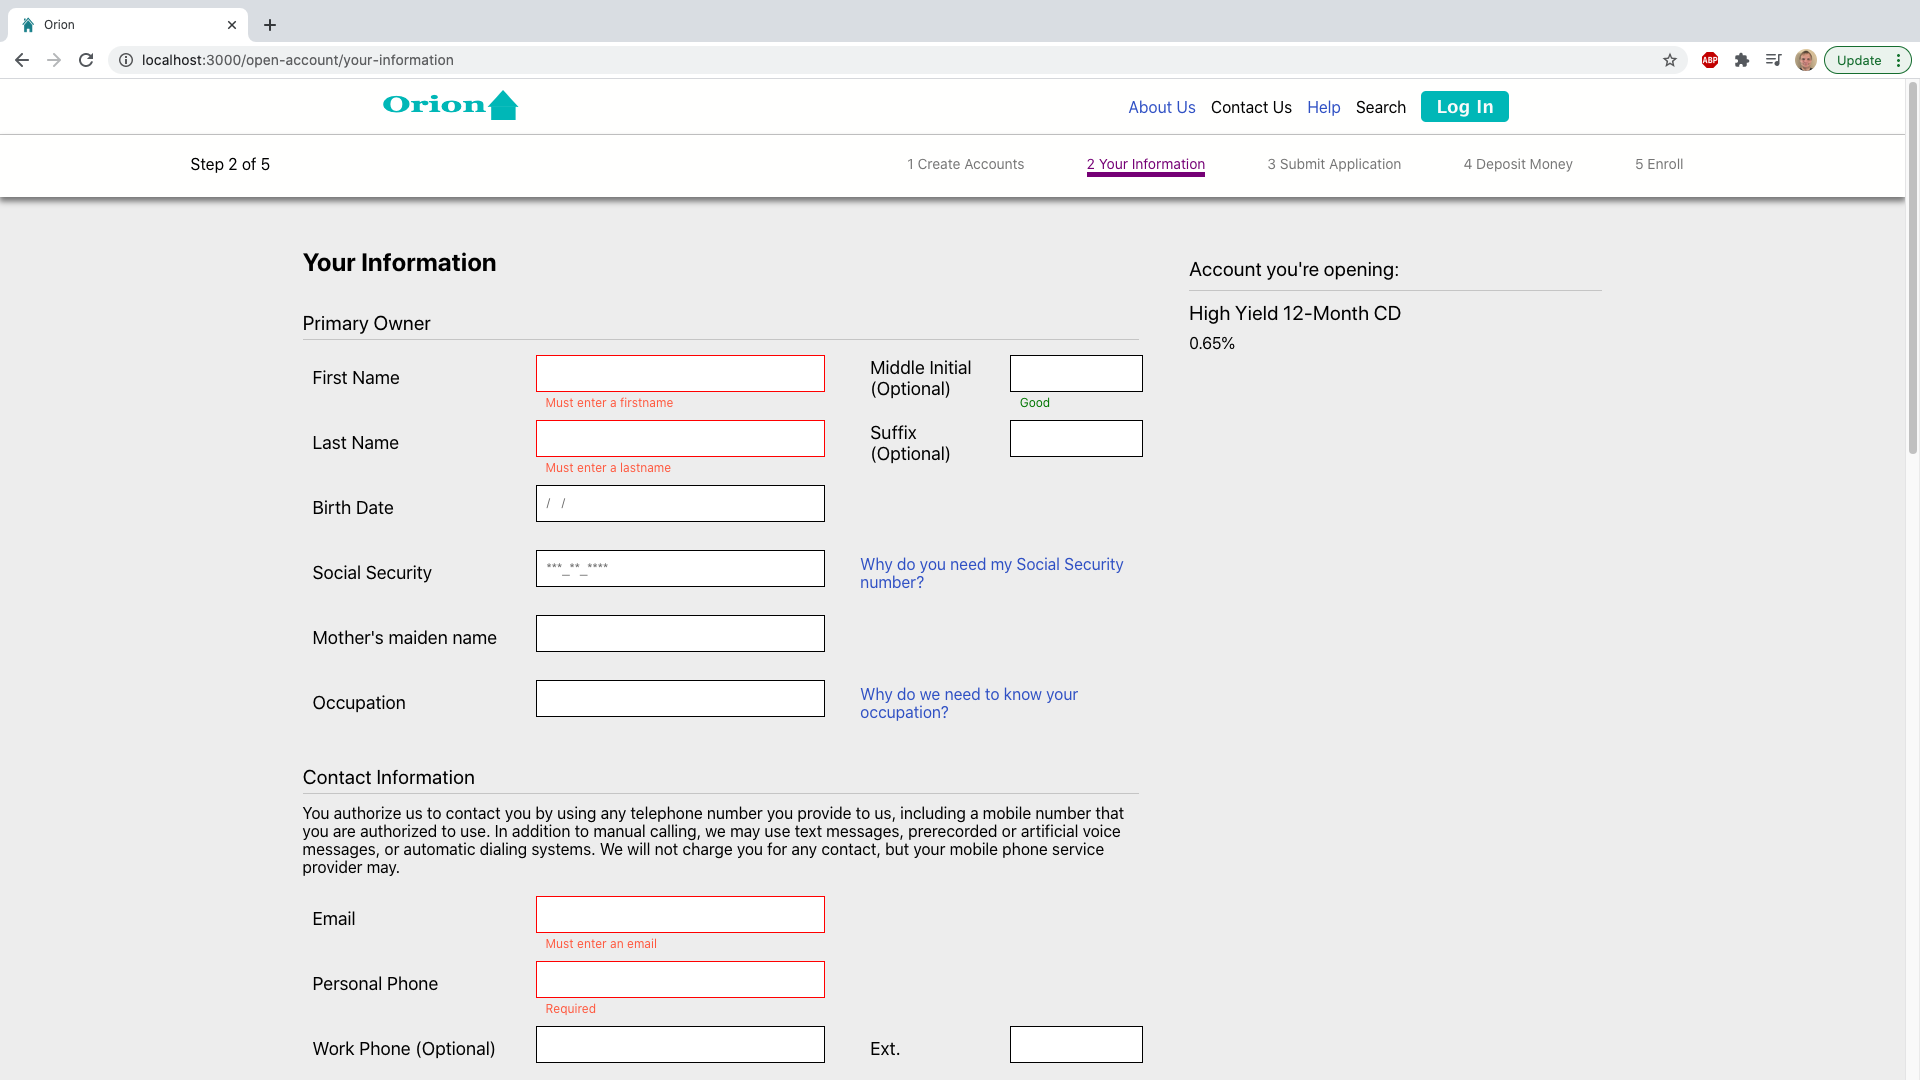 Orion
localhost:3000/open-account/your-information
ABP
Update
Orion
About Us Contact Us Help Search Log In
Step 2 of 5
1 Create Accounts 2 Your Information 3 Submit Application 4 Deposit Money 5 Enroll
Your Information
Primary Owner
First Name
Must enter a firstname
Middle Initial
(Optional)
Good
Last Name
Must enter a lastname
Suffix
(Optional)
Birth Date
/ /
Social Security
***_**_****
Why do you need my Social Security
number?
Mother's maiden name
Occupation
Why do we need to know your
occupation?
Contact Information
You authorize us to contact you by using any telephone number you provide to us, including a mobile number that
you are authorized to use. In addition to manual calling, we may use text messages, prerecorded or artificial voice
messages, or automatic dialing systems. We will not charge you for any contact, but your mobile phone service
provider may.
Email
Must enter an email
Personal Phone
Required
Work Phone (Optional)
Ext.
Account you're opening:
High Yield 12-Month CD
0.65%